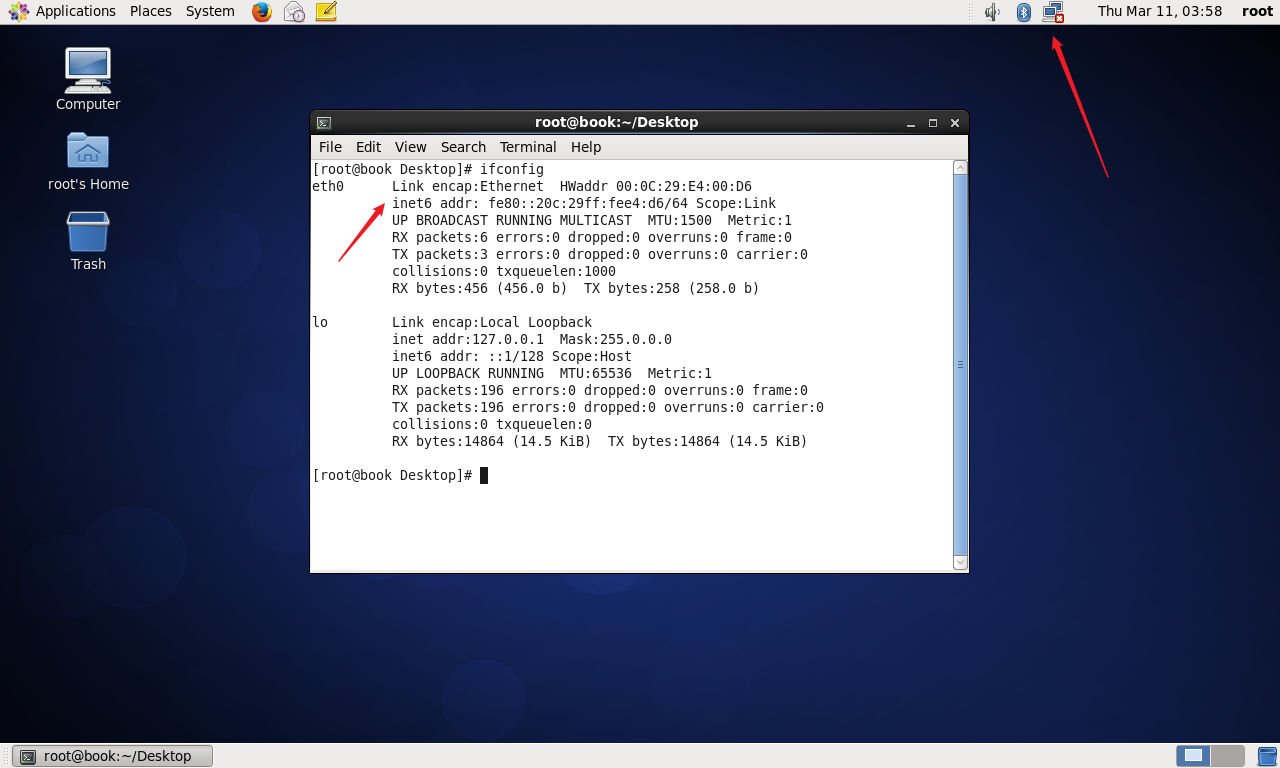 Applications Places System Thu Mar 11, 03:58 root
Computer
root's Home
Trash
root@book:~/Desktop
File Edit View Search Terminal Help
[root@book Desktop]# ifconfig
eth0      Link encap:Ethernet  HWaddr 00:0C:29:E4:00:D6
          inet6 addr: fe80::20c:29ff:fee4:d6/64 Scope:Link
          UP BROADCAST RUNNING MULTICAST  MTU:1500  Metric:1
          RX packets:6 errors:0 dropped:0 overruns:0 frame:0
          TX packets:3 errors:0 dropped:0 overruns:0 carrier:0
          collisions:0 txqueuelen:1000
          RX bytes:456 (456.0 b)  TX bytes:258 (258.0 b)
lo        Link encap:Local Loopback
          inet addr:127.0.0.1  Mask:255.0.0.0
          inet6 addr: ::1/128 Scope:Host
          UP LOOPBACK RUNNING  MTU:65536  Metric:1
          RX packets:196 errors:0 dropped:0 overruns:0 frame:0
          TX packets:196 errors:0 dropped:0 overruns:0 carrier:0
          collisions:0 txqueuelen:0
          RX bytes:14864 (14.5 KiB)  TX bytes:14864 (14.5 KiB)
[root@book Desktop]#
root@book:~/Desktop